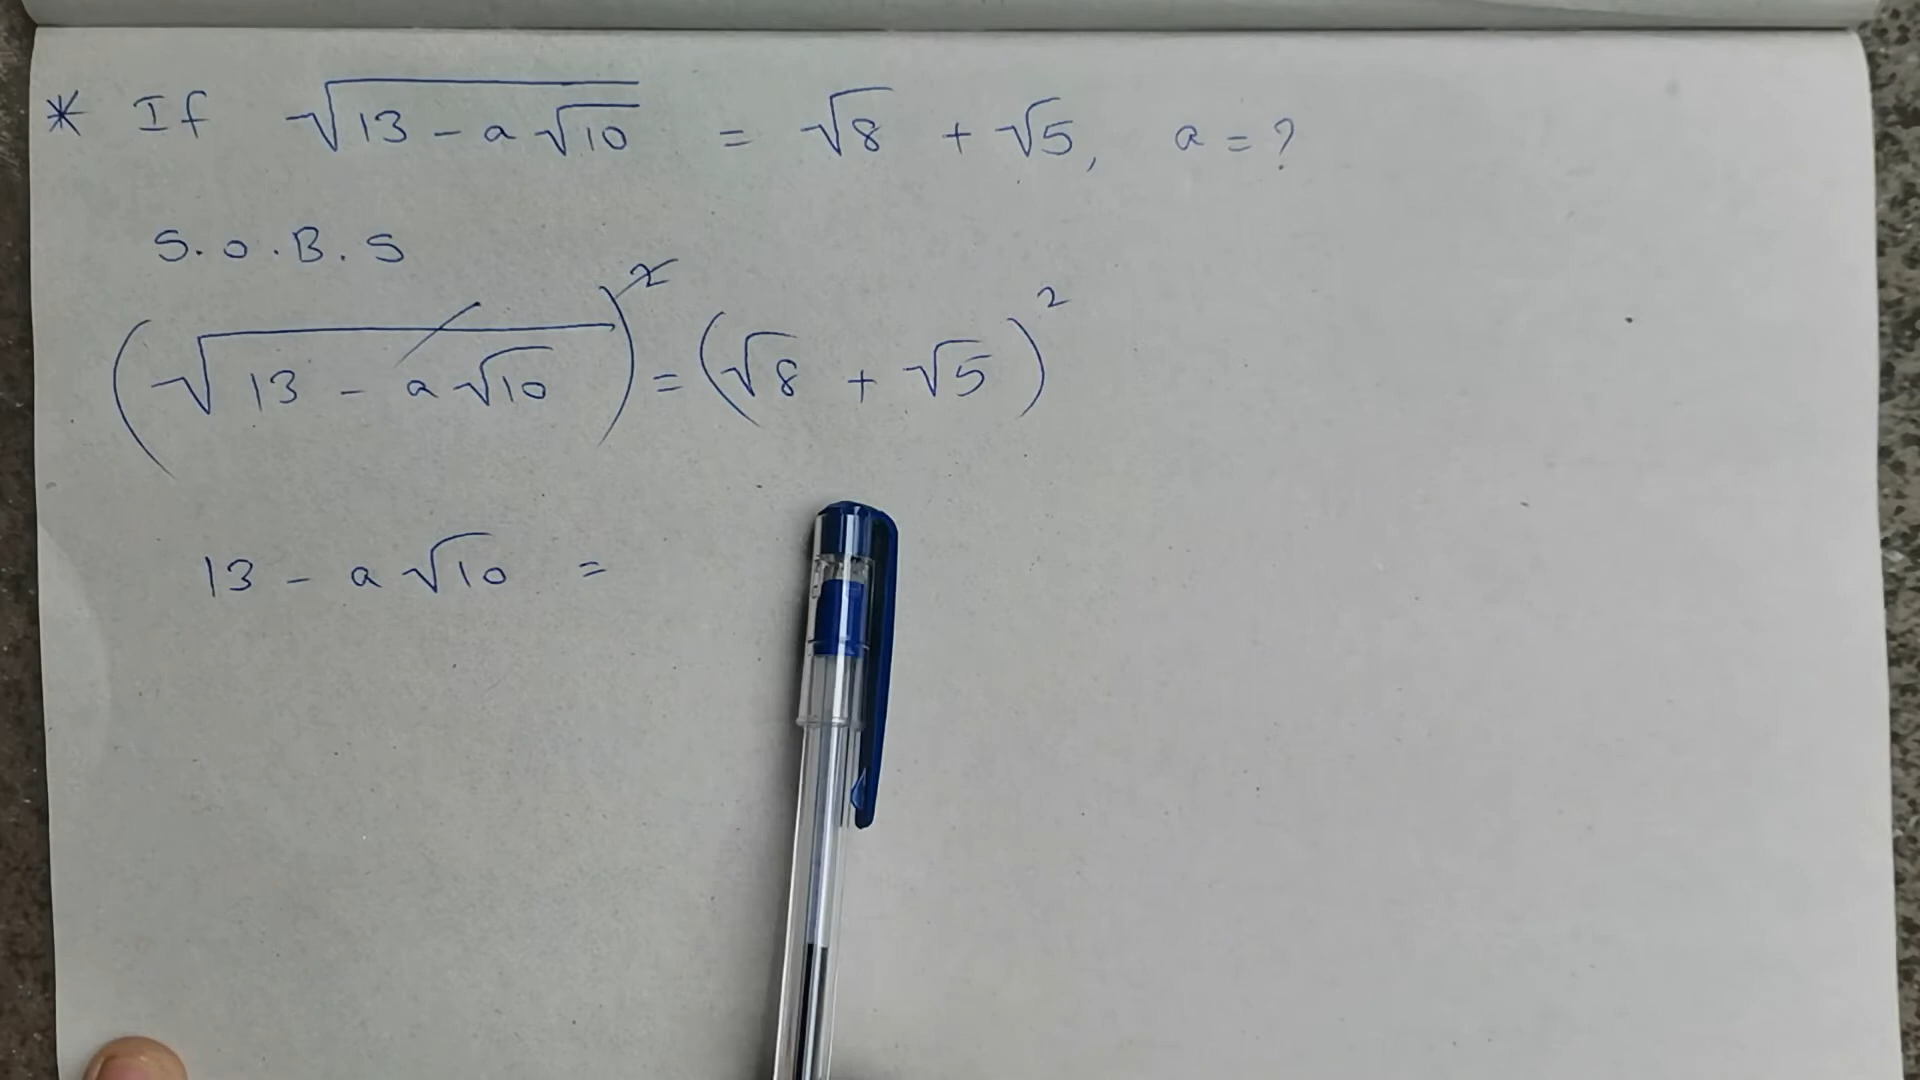 * If √(13 - a√10) = √8 + √5, a = ?
S.O.B.S
(√(13 - a√10))² = (√8 + √5)²
13 - a√10 =